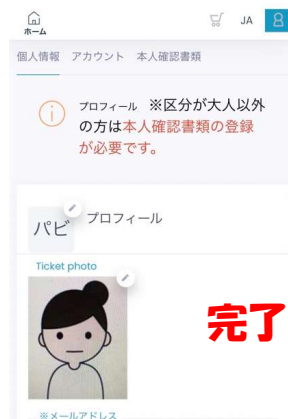 ホーム
JA
個人情報 アカウント 本人確認書類
プロフィール ※区分が大人以外
の方は本人確認書類の登録
が必要です。
パビ
プロフィール
Ticket photo
完了
※メールアドレス